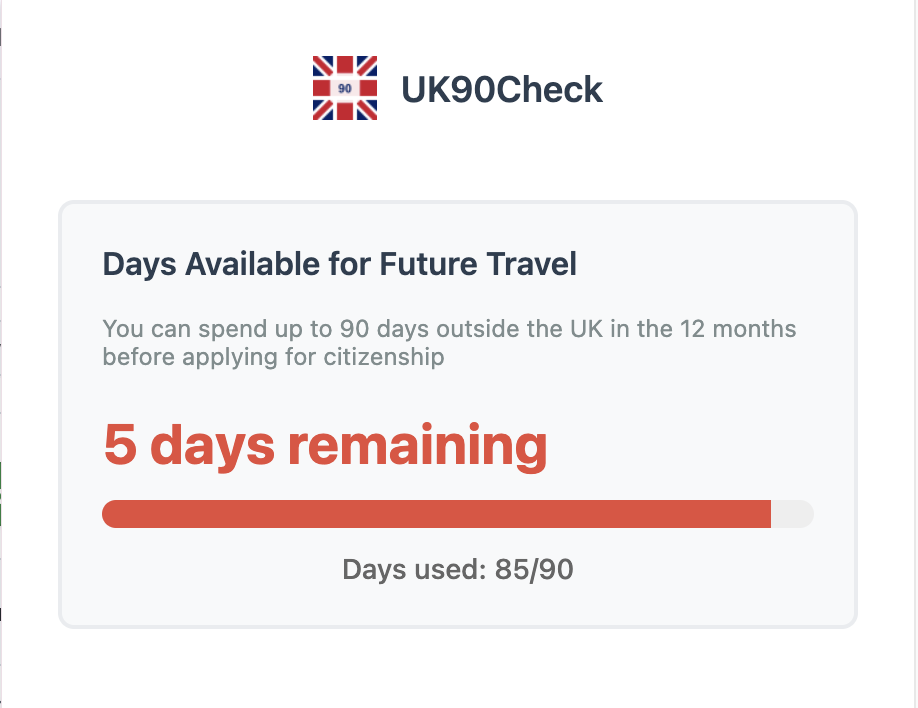 90
UK90Check
Days Available for Future Travel
You can spend up to 90 days outside the UK in the 12 months
before applying for citizenship
5 days remaining
Days used: 85/90